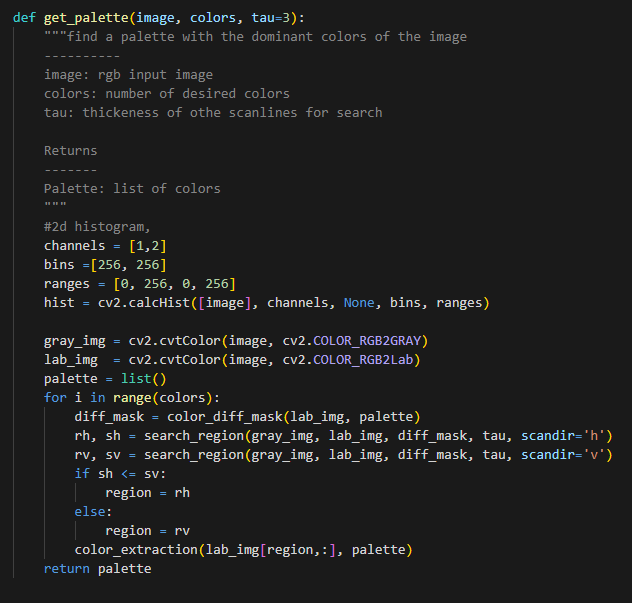 def get_palette(image, colors, tau=3):
    """find a palette with the dominant colors of the image
    ----------
    image: rgb input image
    colors: number of desired colors
    tau: thickeness of othe scanlines for search

    Returns
    -------
    Palette: list of colors
    """
    #2d histogram,
    channels = [1,2]
    bins =[256, 256]
    ranges = [0, 256, 0, 256]
    hist = cv2.calcHist([image], channels, None, bins, ranges)

    gray_img = cv2.cvtColor(image, cv2.COLOR_RGB2GRAY)
    lab_img  = cv2.cvtColor(image, cv2.COLOR_RGB2Lab)
    palette = list()
    for i in range(colors):
        diff_mask = color_diff_mask(lab_img, palette)
        rh, sh = search_region(gray_img, lab_img, diff_mask, tau, scandir='h')
        rv, sv = search_region(gray_img, lab_img, diff_mask, tau, scandir='v')
        if sh <= sv:
            region = rh
        else:
            region = rv
        color_extraction(lab_img[region,:], palette)
    return palette